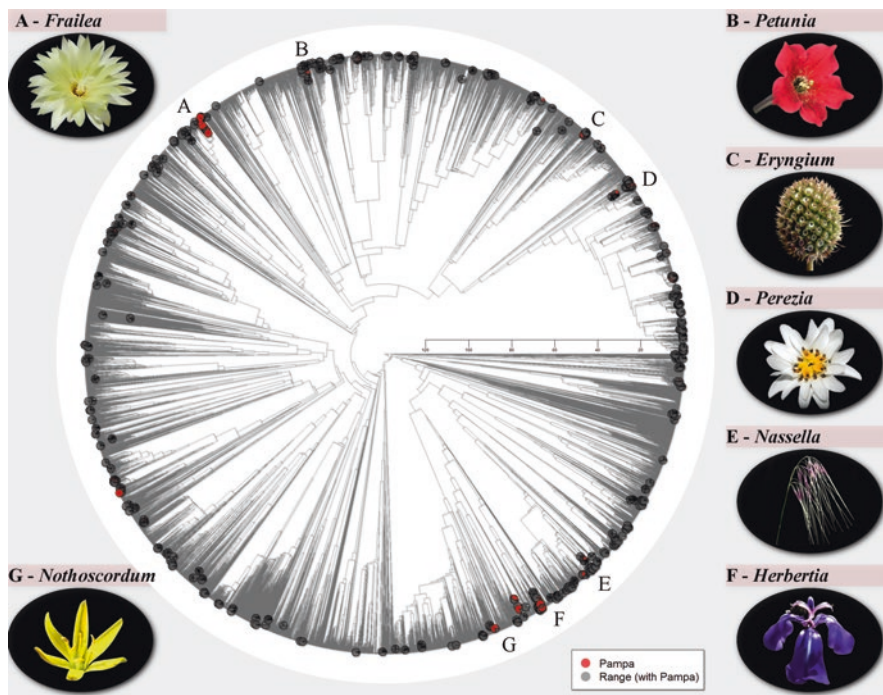 A - Frailea
B - Petunia
B
A
C
C - Eryngium
D
D - Perezia
E - Nassella
E
G - Nothoscordum
F
F - Herbertia
G
Pampa
Range (with Pampa)